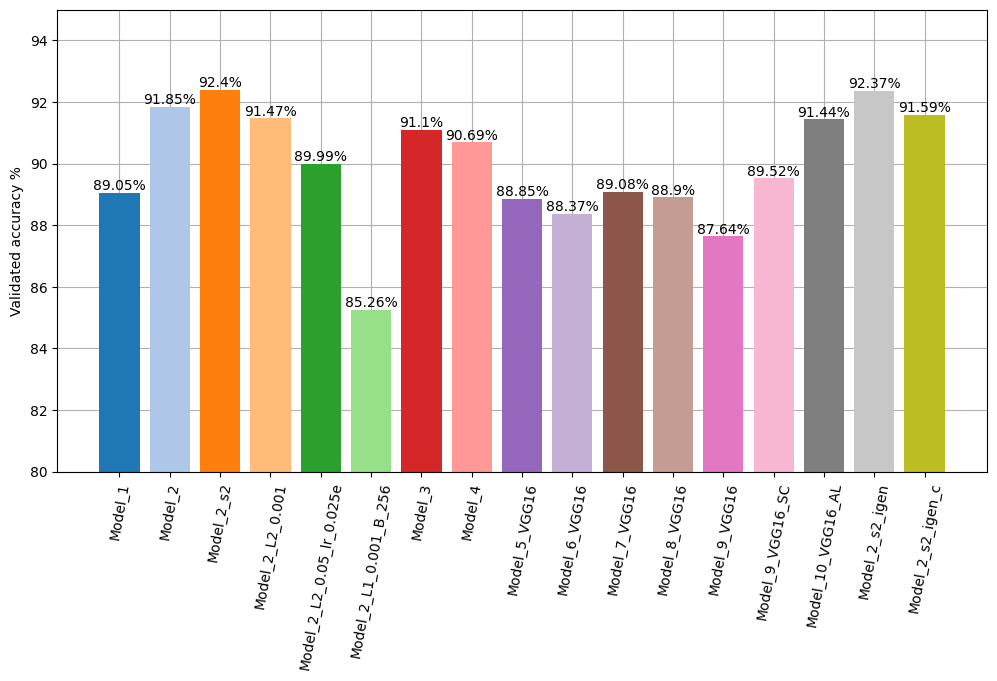 Validated accuracy %
94
92
90
88
86
84
82
80
89.05%
91.85%
92.4%
91.47%
89.99%
85.26%
91.1%
90.69%
88.85%
88.37%
89.08%
88.9%
87.64%
89.52%
91.44%
92.37%
91.59%
Model_1
Model_2
Model_2_s2
Model_2_L2_0.001
Model_2_L2_0.05_lr_0.025e
Model_2_L1_0.001_B_256
Model_3
Model_4
Model_5_VGG16
Model_6_VGG16
Model_7_VGG16
Model_8_VGG16
Model_9_VGG16
Model_9_VGG16_SC
Model_10_VGG16_AL
Model_2_s2_igen
Model_2_s2_igen_c